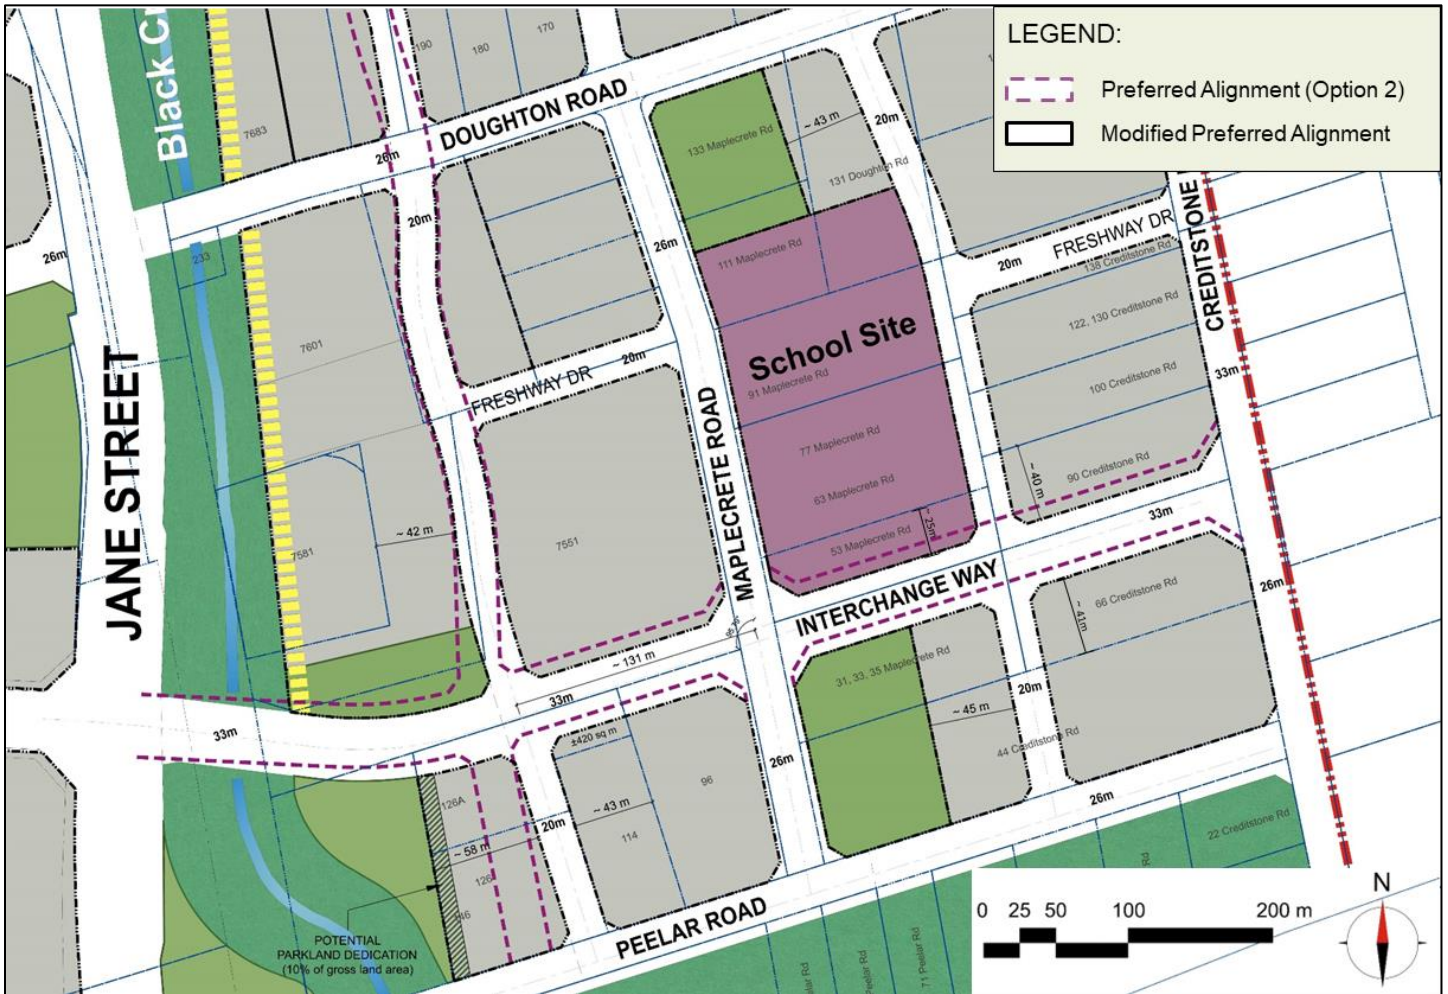 LEGEND:
Preferred Alignment (Option 2)
Modified Preferred Alignment
Black Cr
190
180
170
7683
DOUGHTON ROAD
26m
20m
26m
233
133 Maplecrete Rd
~ 43 m
20m
131 Doughton Rd
26m
111 Maplecrete Rd
FRESHWAY DR
20m
138 Creditstone Rd
CREDITSTONE
122, 130 Creditstone Rd
School Site
7601
20m
FRESHWAY DR
91 Maplecrete Rd
100 Creditstone Rd
33m
JANE STREET
MAPLECRETE ROAD
77 Maplecrete Rd
90 Creditstone Rd
~ 40 m
63 Maplecrete Rd
33m
~ 25m
53 Maplecrete Rd
~ 42 m
7551
7581
INTERCHANGE WAY
66 Creditstone Rd
~ 41m
26m
~ 131 m
31, 33, 35 Maplecrete Rd
33m
20m
~ 45 m
33m
±420 sq m
44 Creditstone Rd
26m
96
26m
126A
~ 43 m
20m
114
~ 58 m
126
146
22 Creditstone Rd
Rd
POTENTIAL
PARKLAND DEDICATION
(10% of gross land area)
PEELAR ROAD
71 Peelar Rd
Peelar Rd
lar Rd
0 25 50 100 200 m
N